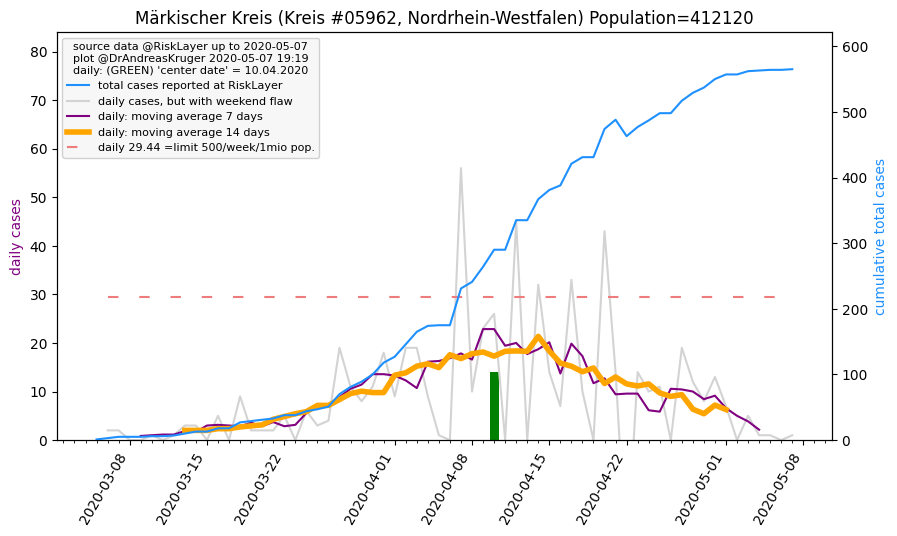 Märkischer Kreis (Kreis #05962, Nordrhein-Westfalen) Population=412120
source data @RiskLayer up to 2020-05-07
plot @DrAndreasKruger 2020-05-07 19:19
daily: (GREEN) 'center date' = 10.04.2020
total cases reported at RiskLayer
daily cases, but with weekend flaw
daily: moving average 7 days
daily: moving average 14 days
daily 29.44 =limit 500/week/1mio pop.
daily cases
80
70
60
50
40
30
20
10
0
cumulative total cases
600
500
400
300
200
100
0
2020-03-08
2020-03-15
2020-03-22
2020-04-01
2020-04-08
2020-04-15
2020-04-22
2020-05-01
2020-05-08